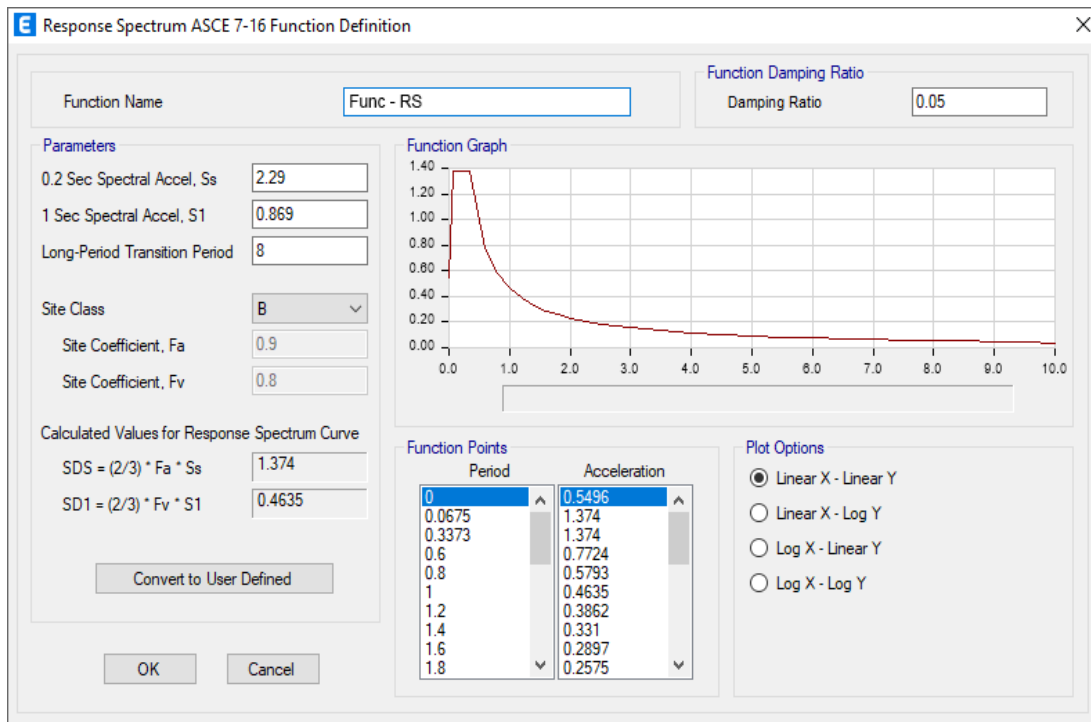 E Response Spectrum ASCE 7-16 Function Definition
Function Name
Func - RS
Function Damping Ratio
Damping Ratio
0.05
Parameters
0.2 Sec Spectral Accel, Ss
2.29
1 Sec Spectral Accel, S1
0.869
Long-Period Transition Period
8
Site Class
B
Site Coefficient, Fa
0.9
Site Coefficient, Fv
0.8
Calculated Values for Response Spectrum Curve
SDS = (2/3) * Fa * Ss
1.374
SD1 = (2/3) * Fv * S1
0.4635
Convert to User Defined
OK
Cancel
Function Graph
1.40
1.20
1.00
0.80
0.60
0.40
0.20
0.00
0.0 1.0 2.0 3.0 4.0 5.0 6.0 7.0 8.0 9.0 10.0
Function Points
Period Acceleration
0 0.5496
0.0675 1.374
0.3373 1.374
0.6 0.7724
0.8 0.5793
1 0.4635
1.2 0.3862
1.4 0.331
1.6 0.2897
1.8 0.2575
Plot Options
Linear X - Linear Y
Linear X - Log Y
Log X - Linear Y
Log X - Log Y